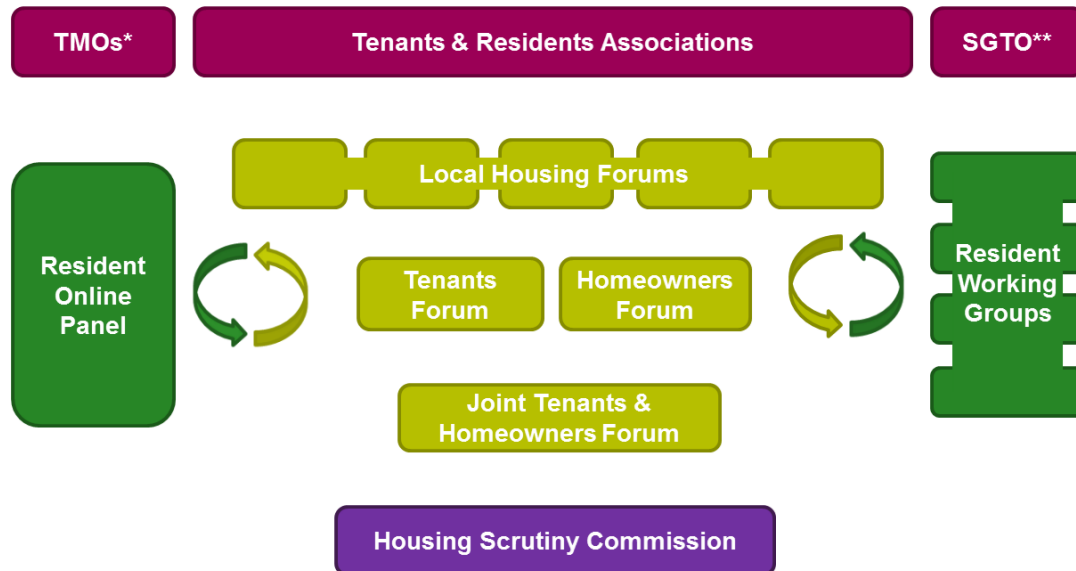 TMOs*
Tenants & Residents Associations
SGTO**
Local Housing Forums
Resident
Online
Panel
Tenants
Forum
Homeowners
Forum
Resident
Working
Groups
Joint Tenants &
Homeowners Forum
Housing Scrutiny Commission